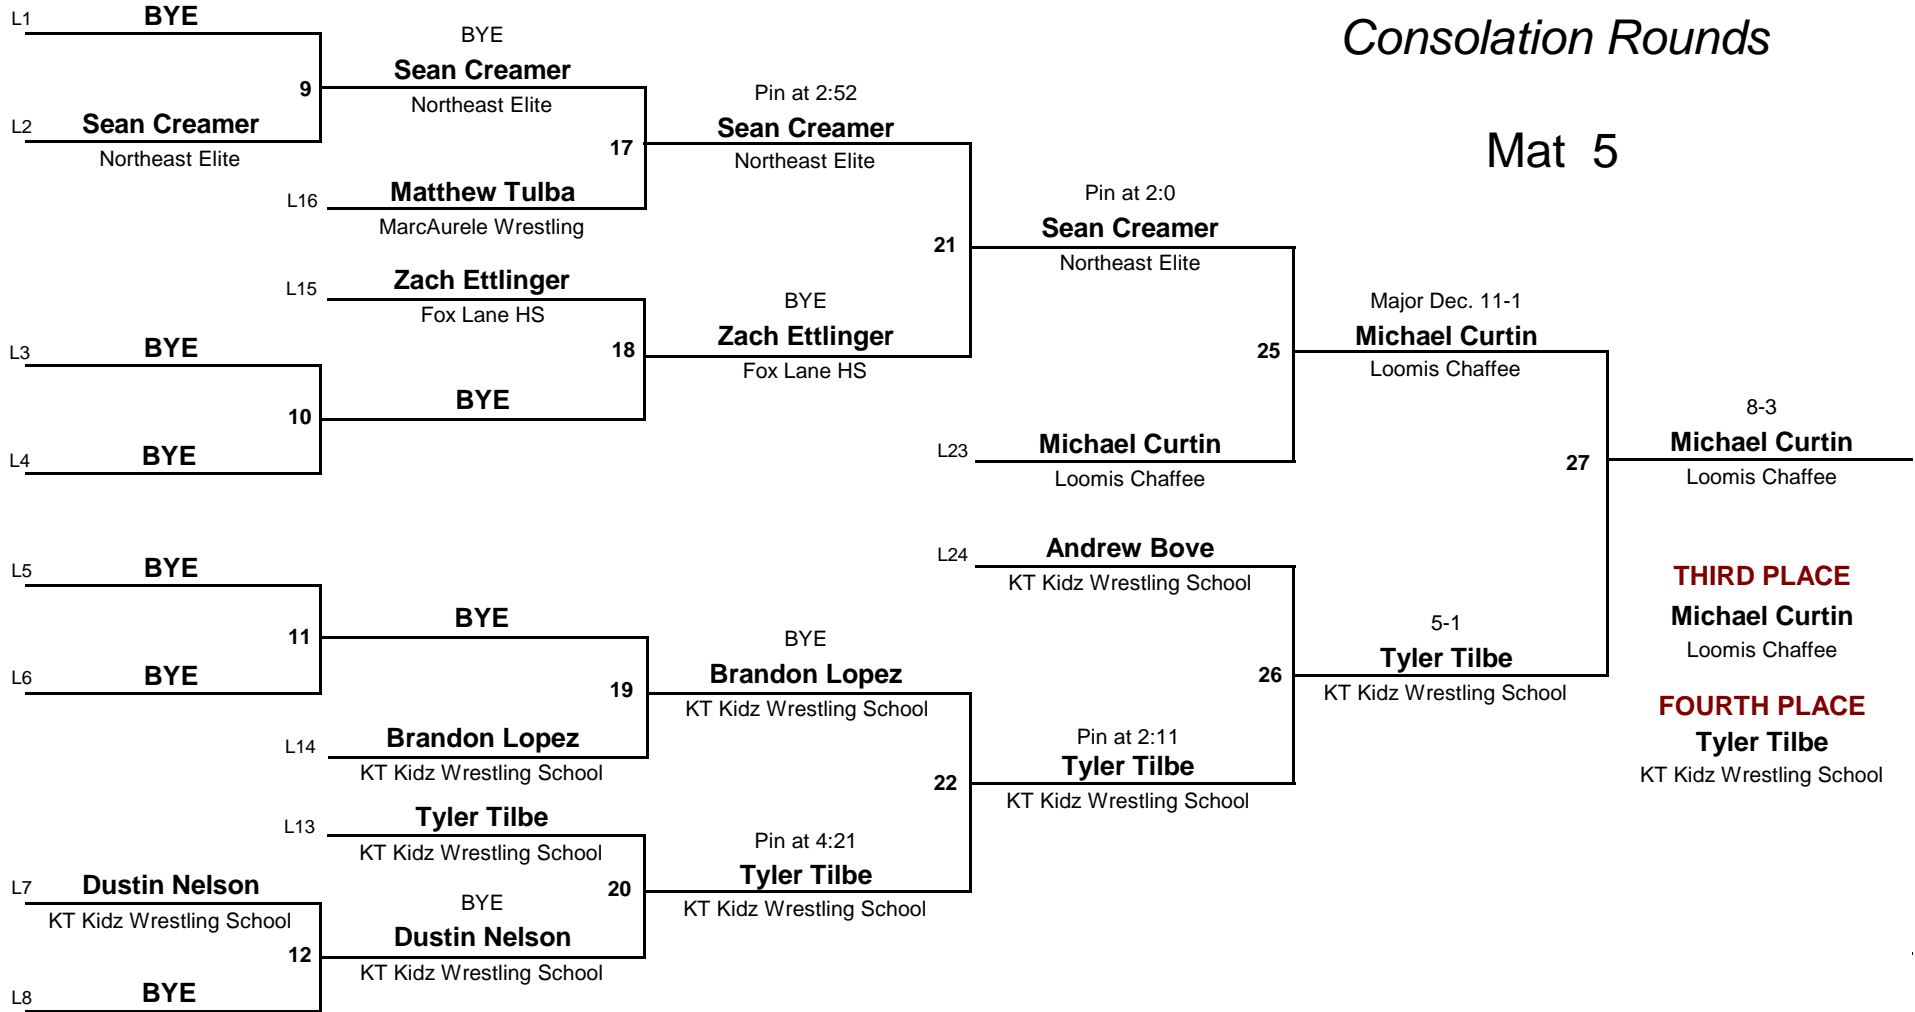 Consolation Rounds
Mat 5
L1
BYE
9
L2
Sean Creamer
Northeast Elite
L3
BYE
10
L4
BYE
L5
BYE
11
L6
BYE
L7
Dustin Nelson
KT Kidz Wrestling School
12
L8
BYE
BYE
Sean Creamer
Northeast Elite
17
L16
Matthew Tulba
MarcAurele Wrestling
L15
Zach Ettlinger
Fox Lane HS
18
BYE
BYE
19
L14
Brandon Lopez
KT Kidz Wrestling School
L13
Tyler Tilbe
KT Kidz Wrestling School
20
BYE
Dustin Nelson
KT Kidz Wrestling School
Pin at 2:52
Sean Creamer
Northeast Elite
21
BYE
Zach Ettlinger
Fox Lane HS
BYE
Brandon Lopez
KT Kidz Wrestling School
22
Pin at 4:21
Tyler Tilbe
KT Kidz Wrestling School
Pin at 2:0
Sean Creamer
Northeast Elite
25
L23
Michael Curtin
Loomis Chaffee
L24
Andrew Bove
KT Kidz Wrestling School
26
Pin at 2:11
Tyler Tilbe
KT Kidz Wrestling School
Major Dec. 11-1
Michael Curtin
Loomis Chaffee
27
5-1
Tyler Tilbe
KT Kidz Wrestling School
8-3
Michael Curtin
Loomis Chaffee
THIRD PLACE
Michael Curtin
Loomis Chaffee
FOURTH PLACE
Tyler Tilbe
KT Kidz Wrestling School